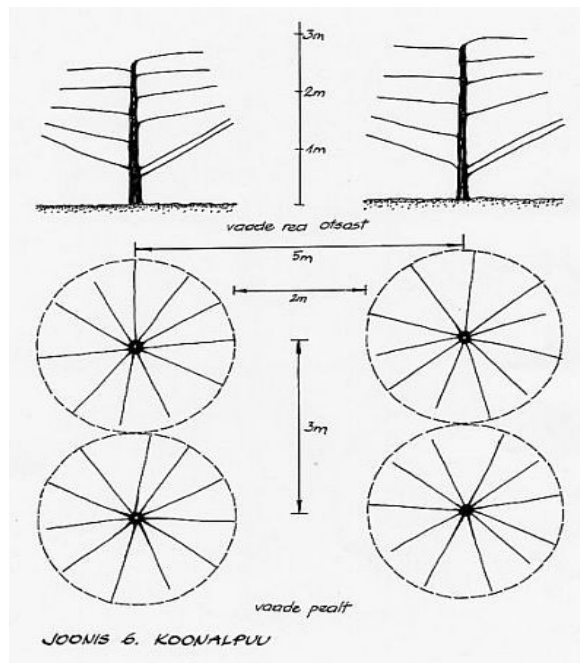 3m
2m
1m
vaade rea otsast
5m
2m
3m
vaade pealt
JOONIS 6. KOONALPUU